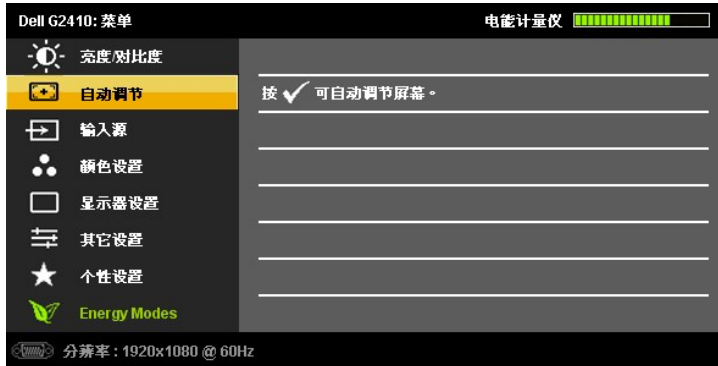 Dell G2410: 菜单 电能计量仪
亮度/对比度
自动调节 按 ✓ 可自动调节屏幕。
输入源
颜色设置
显示器设置
其它设置
个性设置
Energy Modes
分辨率 : 1920x1080 @ 60Hz